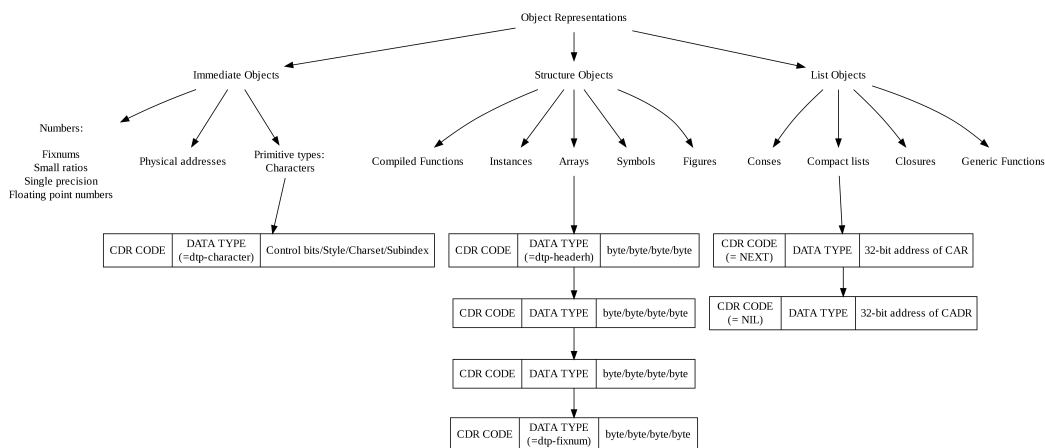 Object Representations
Immediate Objects
Structure Objects
List Objects
Numbers:
Fixnums
Small ratios
Single precision
Floating point numbers
Physical addresses
Primitive types:
Characters
Compiled Functions
Instances
Arrays
Symbols
Figures
Conses
Compact lists
Closures
Generic Functions
CDR CODE
DATA TYPE
(=dtp-character)
Control bits/Style/Charset/Subindex
CDR CODE
DATA TYPE
(=dtp-headerh)
byte/byte/byte/byte
CDR CODE
(= NEXT)
DATA TYPE
32-bit address of CAR
CDR CODE
DATA TYPE
byte/byte/byte/byte
CDR CODE
(= NIL)
DATA TYPE
32-bit address of CADR
CDR CODE
DATA TYPE
byte/byte/byte/byte
CDR CODE
DATA TYPE
(=dtp-fixnum)
byte/byte/byte/byte